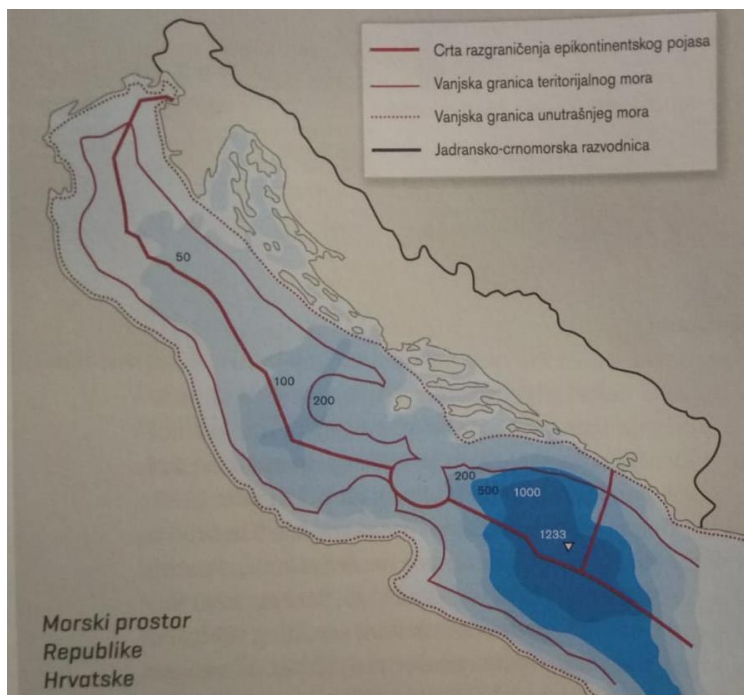 Crta razgraničenja epikontinentskog pojasa
Vanjska granica teritorijalnog mora
Vanjska granica unutrašnjeg mora
Jadransko-crnomorska razvodnica
50
100
200
200
500
1000
1233
Morski prostor
Republike
Hrvatske